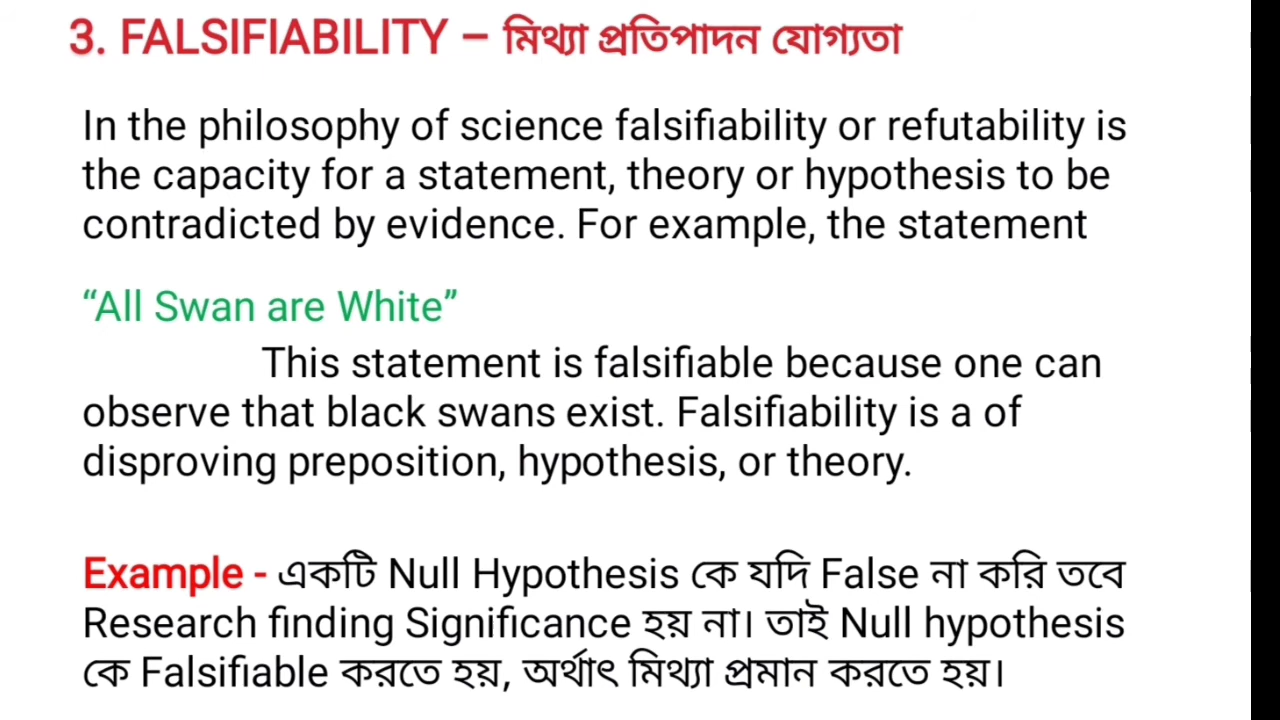 3. FALSIFIABILITY – মিথ্যা প্রতিপাদন যোগ্যতা
In the philosophy of science falsifiability or refutability is
the capacity for a statement, theory or hypothesis to be
contradicted by evidence. For example, the statement
“All Swan are White”
This statement is falsifiable because one can
observe that black swans exist. Falsifiability is a of
disproving preposition, hypothesis, or theory.
Example - একটি Null Hypothesis কে যদি False না করি তবে
Research finding Significance হয় না। তাই Null hypothesis
কে Falsifiable করতে হয়, অর্থাৎ মিথ্যা প্রমান করতে হয়।